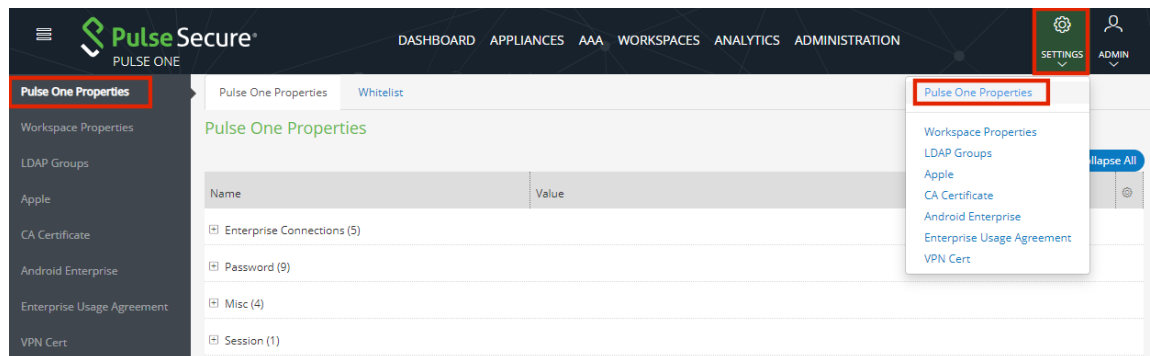 Pulse Secure®
PULSE ONE
DASHBOARD APPLIANCES AAA WORKSPACES ANALYTICS ADMINISTRATION
SETTINGS
ADMIN
Pulse One Properties
Workspace Properties
LDAP Groups
Apple
CA Certificate
Android Enterprise
Enterprise Usage Agreement
VPN Cert
Pulse One Properties Whitelist
Pulse One Properties
llapse All
Name Value
Enterprise Connections (5)
Password (9)
Misc (4)
Session (1)
Pulse One Properties
Workspace Properties
LDAP Groups
Apple
CA Certificate
Android Enterprise
Enterprise Usage Agreement
VPN Cert